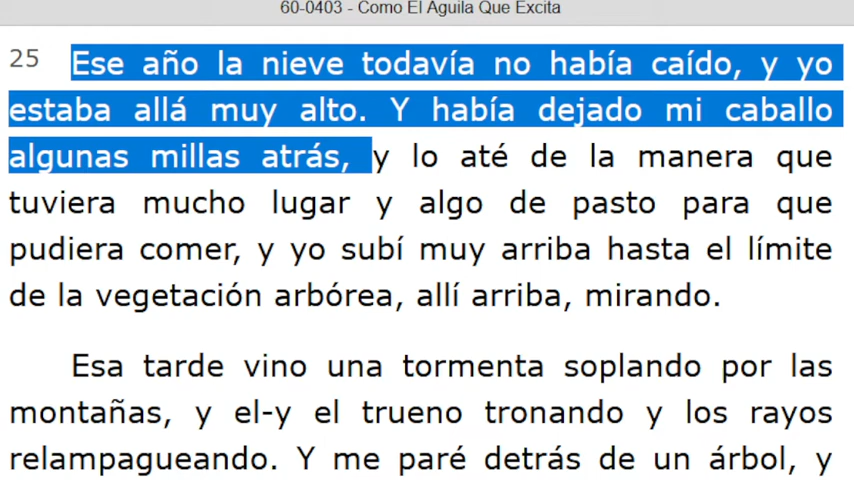 60-0403 - Como El Aguila Que Excita
25 Ese año la nieve todavía no había caído, y yo
estaba allá muy alto. Y había dejado mi caballo
algunas millas atrás, y lo até de la manera que
tuviera mucho lugar y algo de pasto para que
pudiera comer, y yo subí muy arriba hasta el límite
de la vegetación arbórea, allí arriba, mirando.
Esa tarde vino una tormenta soplando por las
montañas, y el-y el trueno tronando y los rayos
relampagueando. Y me paré detrás de un árbol, y